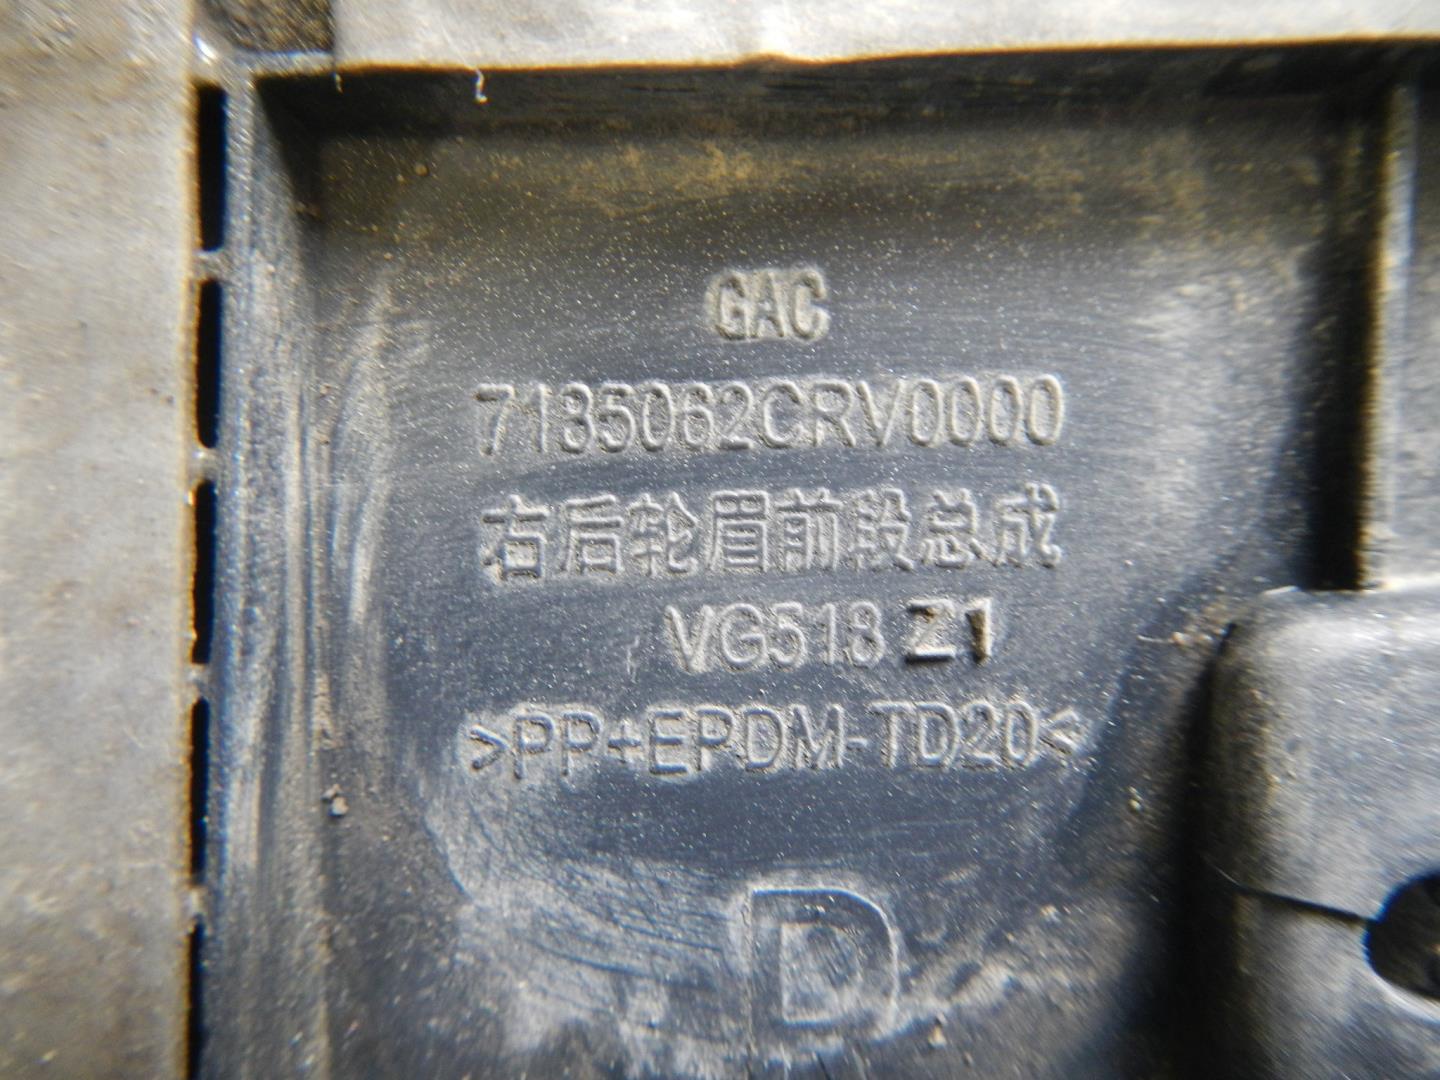 GAC
7135062CRV0000
右后轮眉前段总成
VG518 Z1
>PP+EPDM-TD20<
D